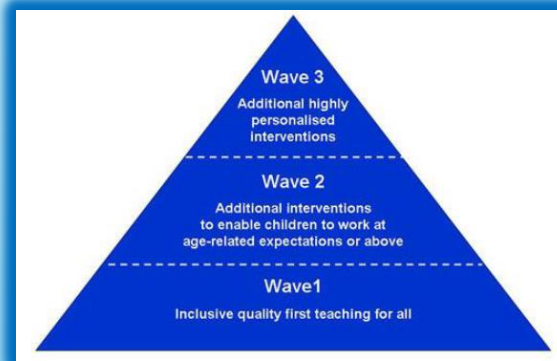 Wave 3
Additional highly
personalised
interventions
Wave 2
Additional interventions
to enable children to work at
age-related expectations or above
Wave1
Inclusive quality first teaching for all